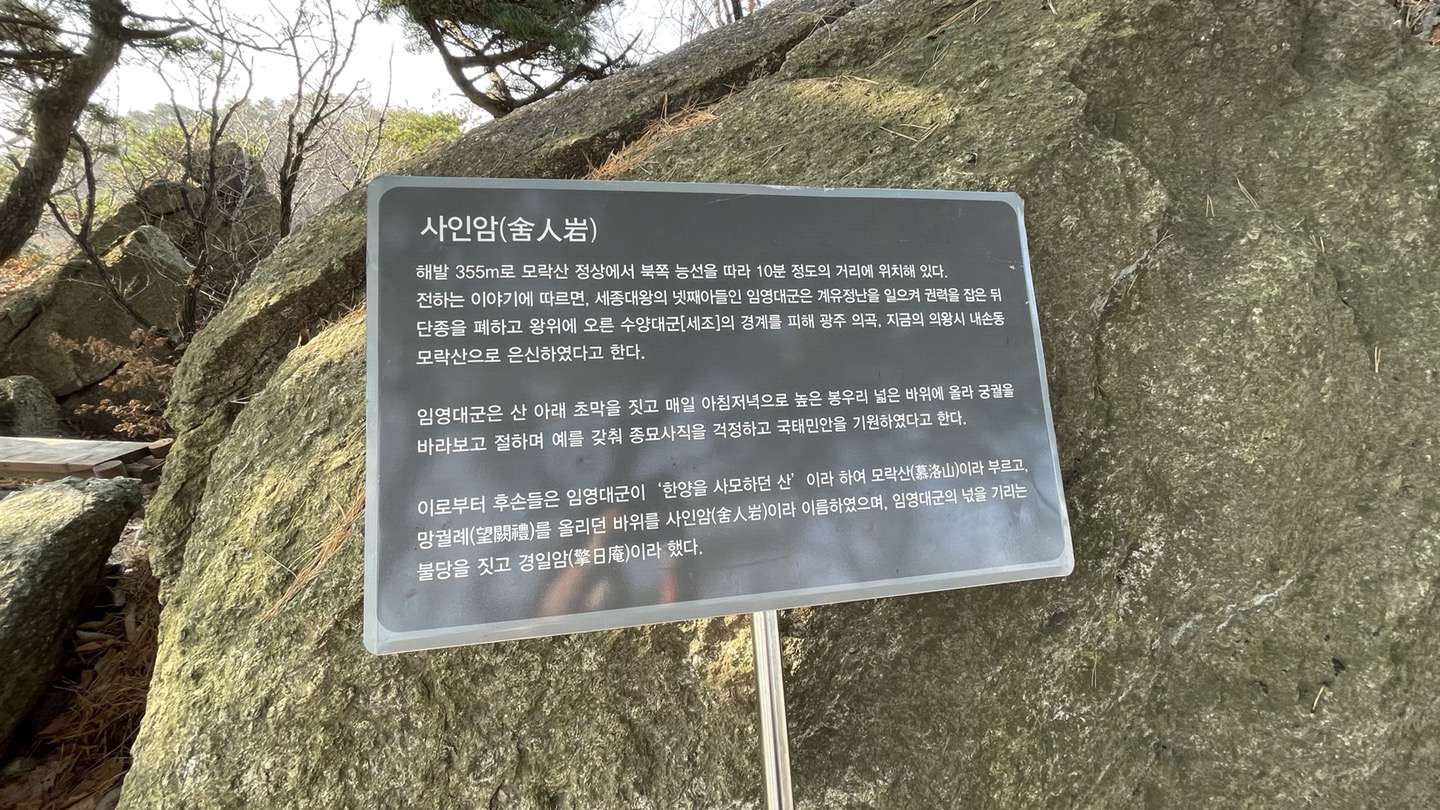 사인암(舍人岩)
해발 355m로 모락산 정상에서 북쪽 능선을 따라 10분 정도의 거리에 위치해 있다.
전하는 이야기에 따르면, 세종대왕의 넷째아들인 임영대군은 계유정난을 일으켜 권력을 잡은 뒤
단종을 폐하고 왕위에 오른 수양대군[세조]의 경계를 피해 광주 의곡, 지금의 의왕시 내손동
모락산으로 은신하였다고 한다.
임영대군은 산 아래 초막을 짓고 매일 아침저녁으로 높은 봉우리 넓은 바위에 올라 궁궐을
바라보고 절하며 예를 갖춰 종묘사직을 걱정하고 국태민안을 기원하였다고 한다.
이로부터 후손들은 임영대군이 ‘한양을 사모하던 산’이라 하여 모락산(慕洛山)이라 부르고,
망궐례(望闕禮)를 올리던 바위를 사인암(舍人岩)이라 이름하였으며, 임영대군의 넋을 기리는
불당을 짓고 경일암(擎日庵)이라 했다.